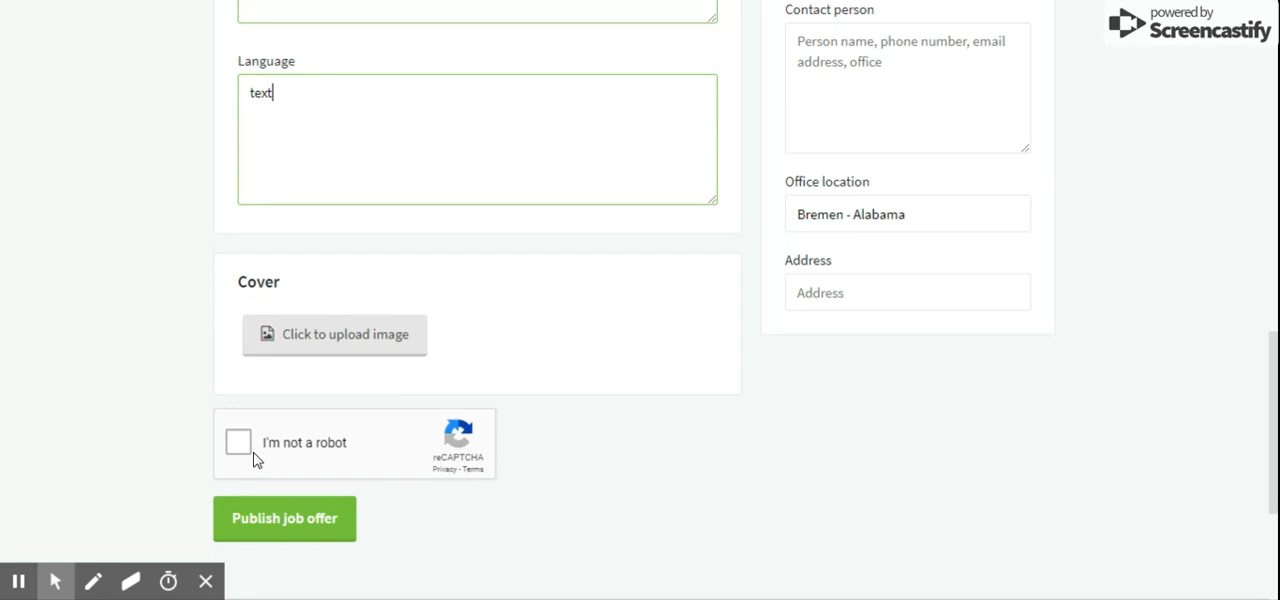 powered by
Screencastify
Language
text
Cover
Click to upload image
I'm not a robot
reCAPTCHA
Privacy - Terms
Publish job offer
Contact person
Person name, phone number, email
address, office
Office location
Bremen - Alabama
Address
Address